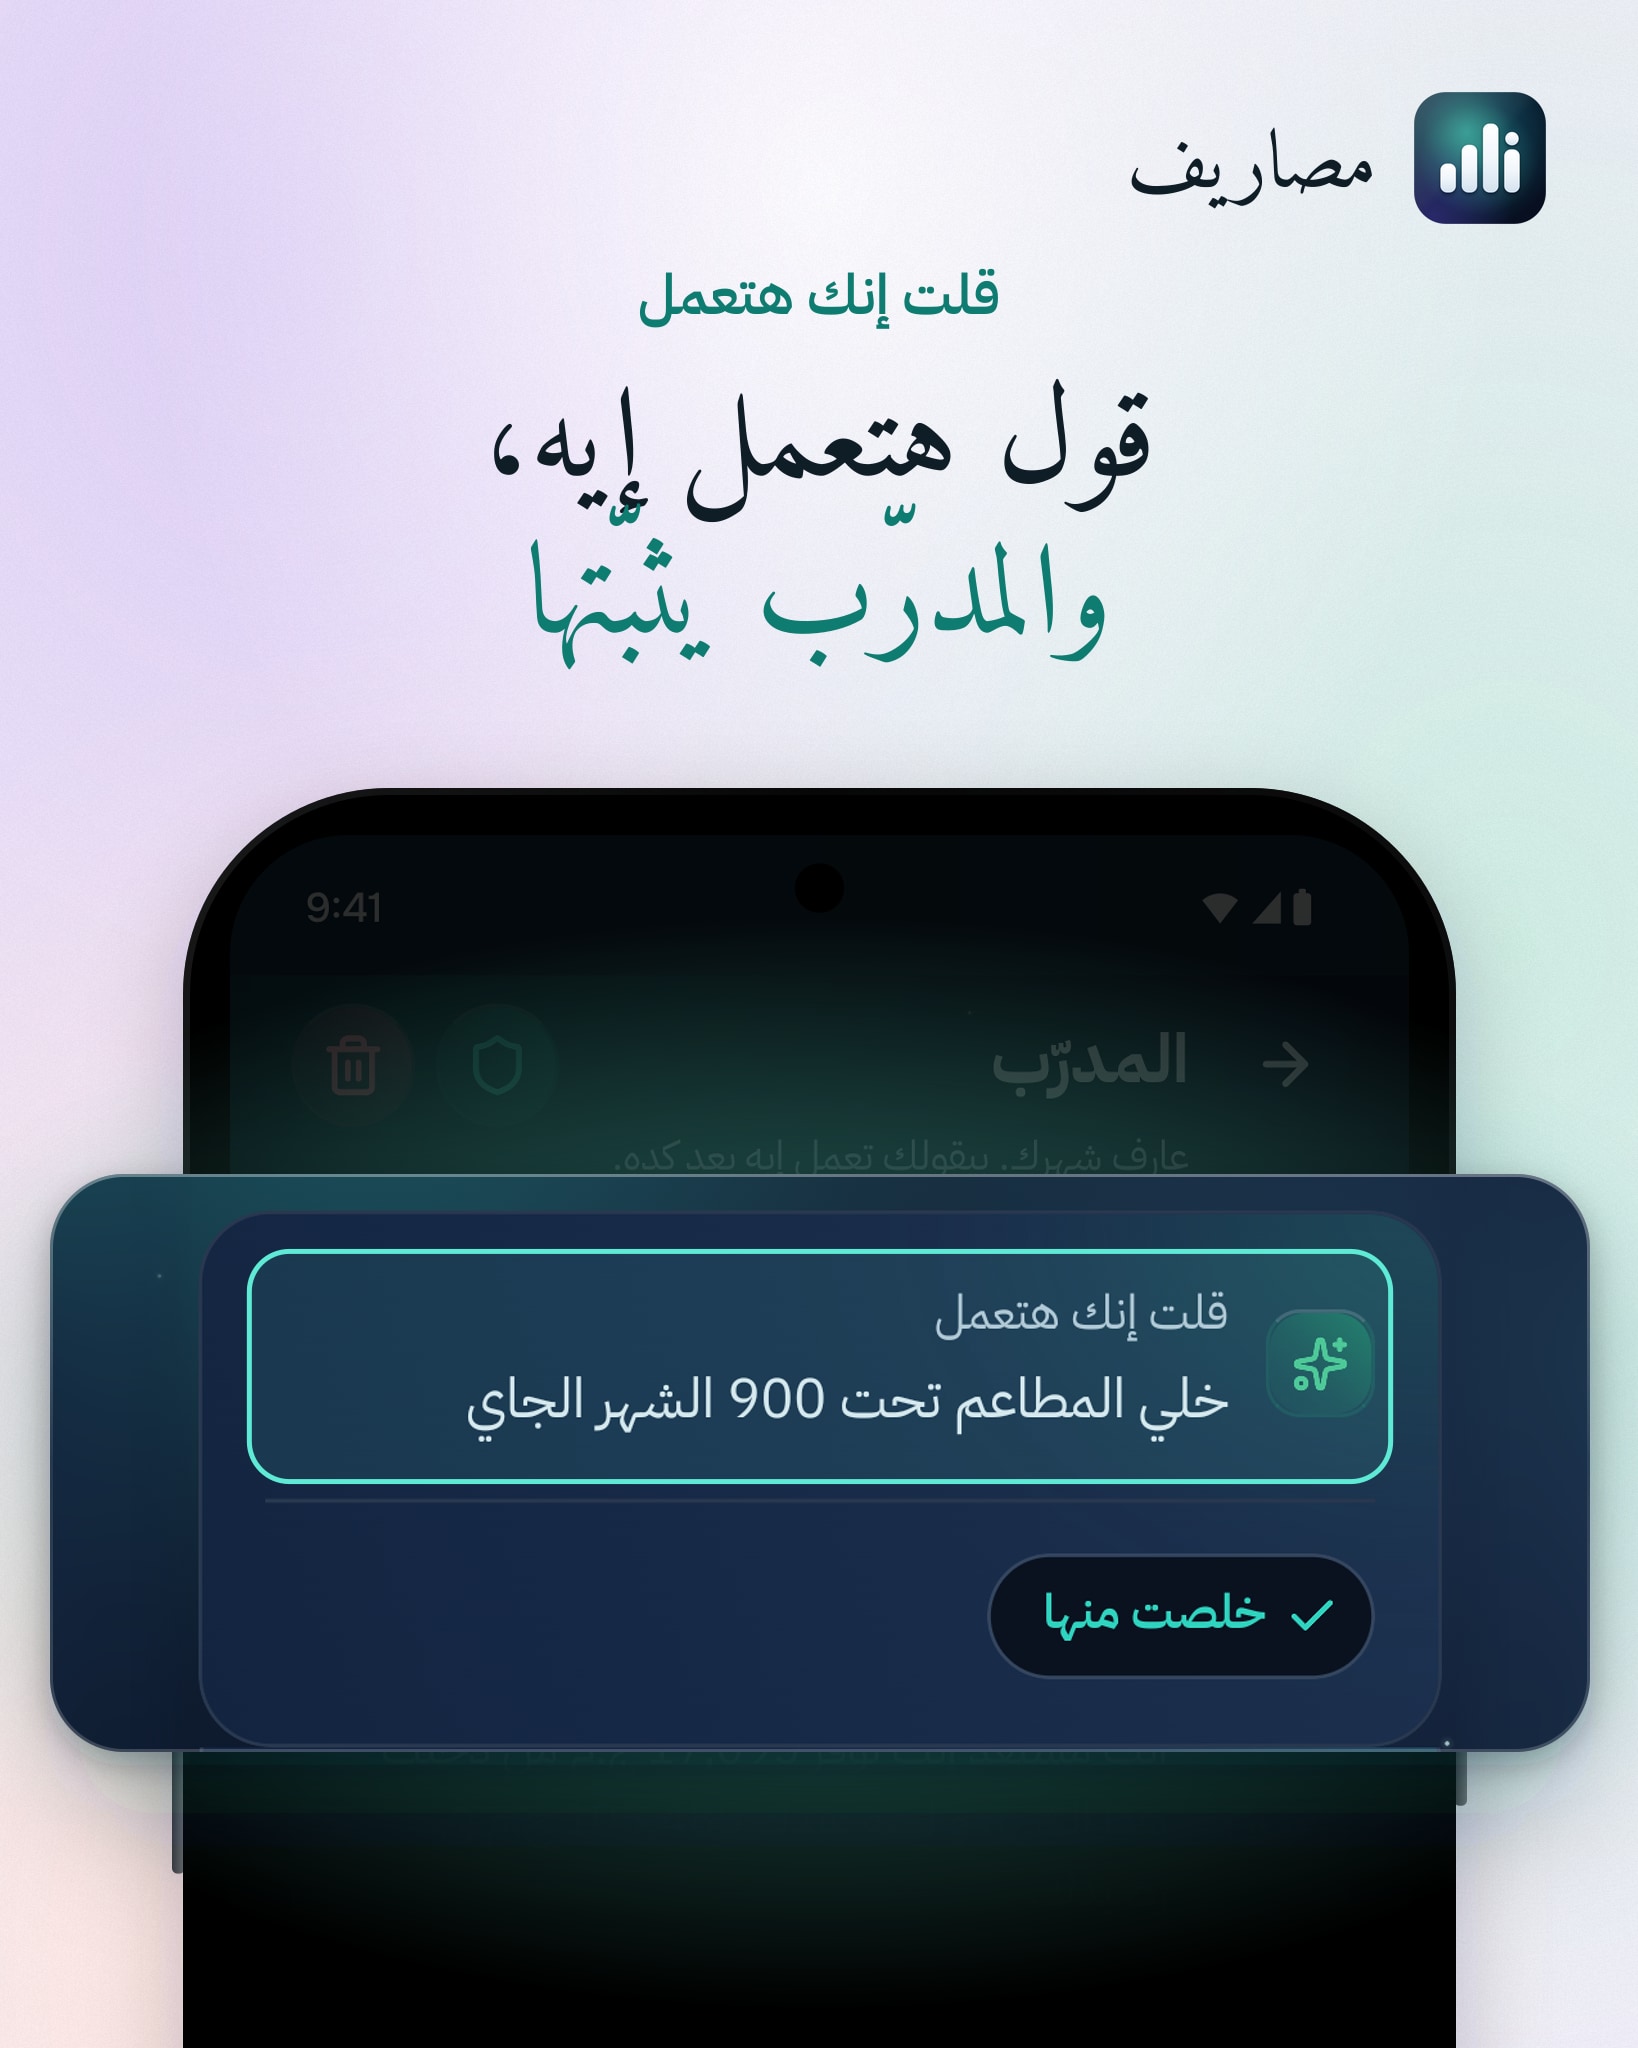 مصاريف
قلت إنك هتعمل
قول هتعمل إيه،
والمدرّب يثبّتها
9:41
المدرّب
عارف شهرك. بيقولك تعمل إيه بعد كده.
قلت إنك هتعمل
خلي المطاعم تحت 900 الشهر الجاي
خلصت منها